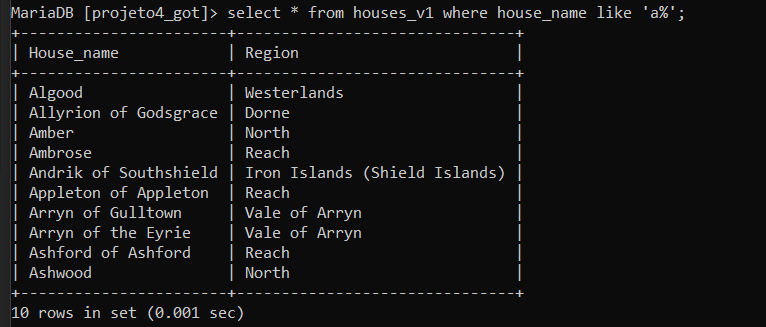 MariaDB [projeto4_got]> select * from houses_v1 where house_name like 'a%';
+------------------------+------------------------------+
| House_name             | Region                       |
+------------------------+------------------------------+
| Algood                 | Westerlands                  |
| Allyrion of Godsgrace  | Dorne                        |
| Amber                  | North                        |
| Ambrose                | Reach                        |
| Andrik of Southshield  | Iron Islands (Shield Islands) |
| Appleton of Appleton   | Reach                        |
| Arryn of Gulltown      | Vale of Arryn                |
| Arryn of the Eyrie     | Vale of Arryn                |
| Ashford of Ashford     | Reach                        |
| Ashwood                | North                        |
+------------------------+------------------------------+
10 rows in set (0.001 sec)